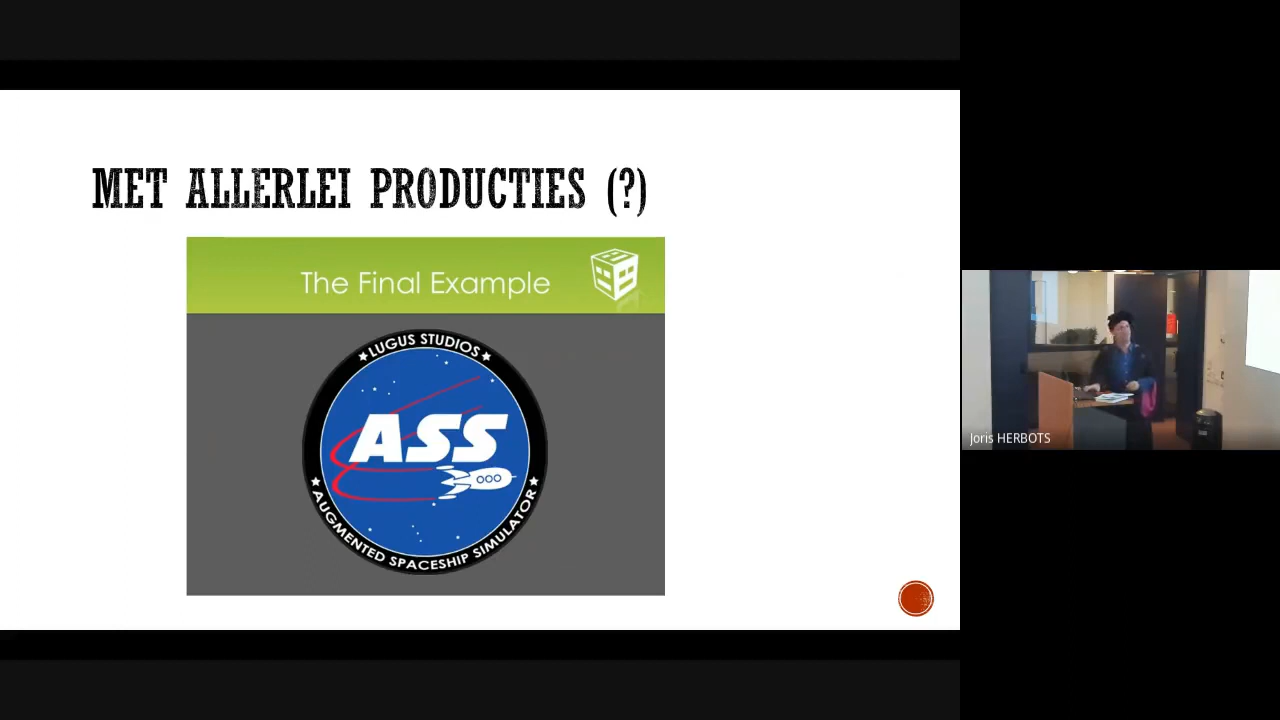 MET ALLERLEI PRODUCTIES (?)
The Final Example
LUGUS STUDIOS
ASS
AUGMENTED SPACESHIP SIMULATOR
Joris HERBOTS